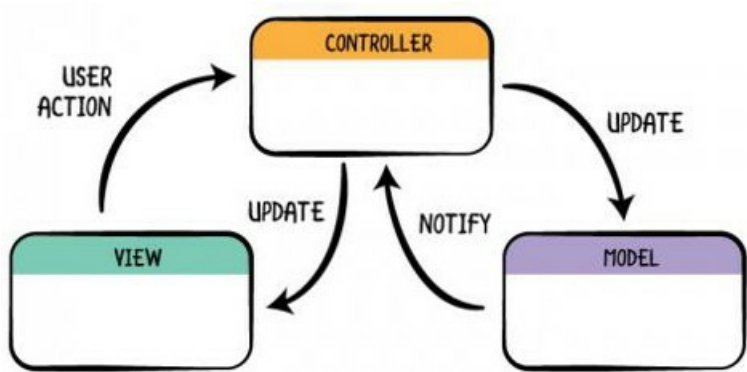 CONTROLLER
USER
ACTION
UPDATE
UPDATE
NOTIFY
VIEW
MODEL